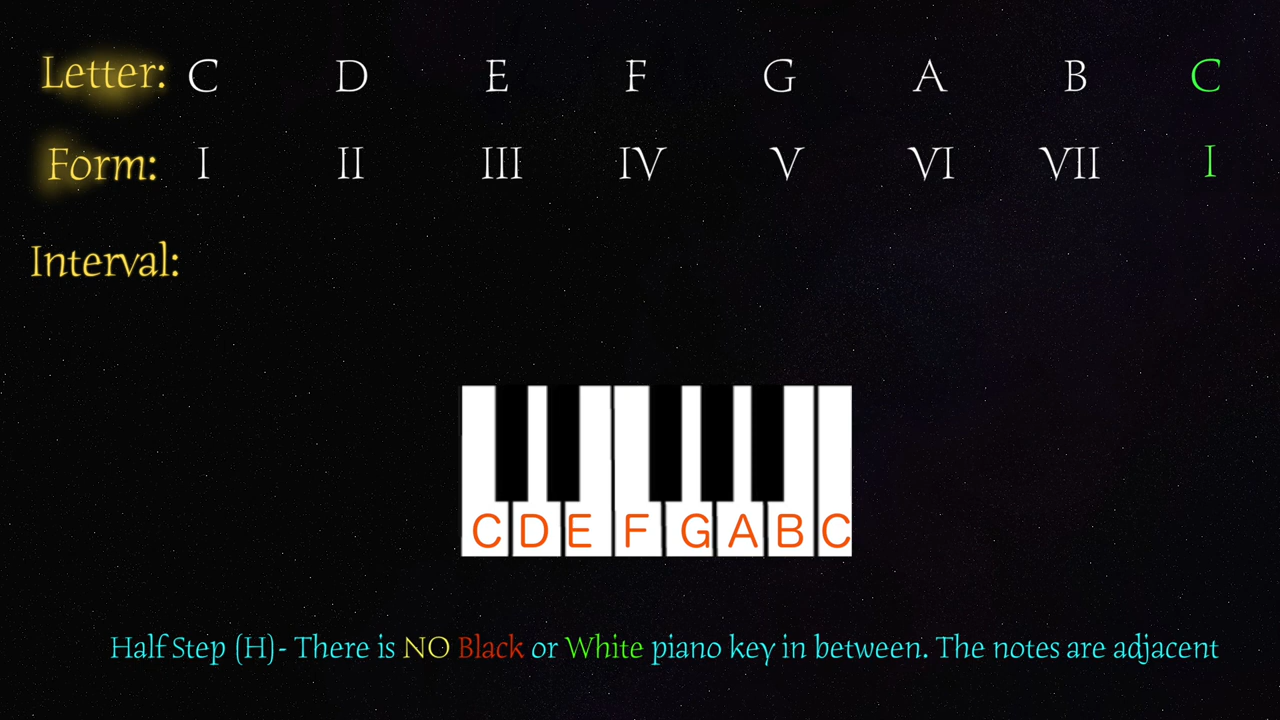 Letter: C D E F G A B C
Form: I II III IV V VI VII I
Interval:
C D E F G A B C
Half Step (H)- There is NO Black or White piano key in between. The notes are adjacent